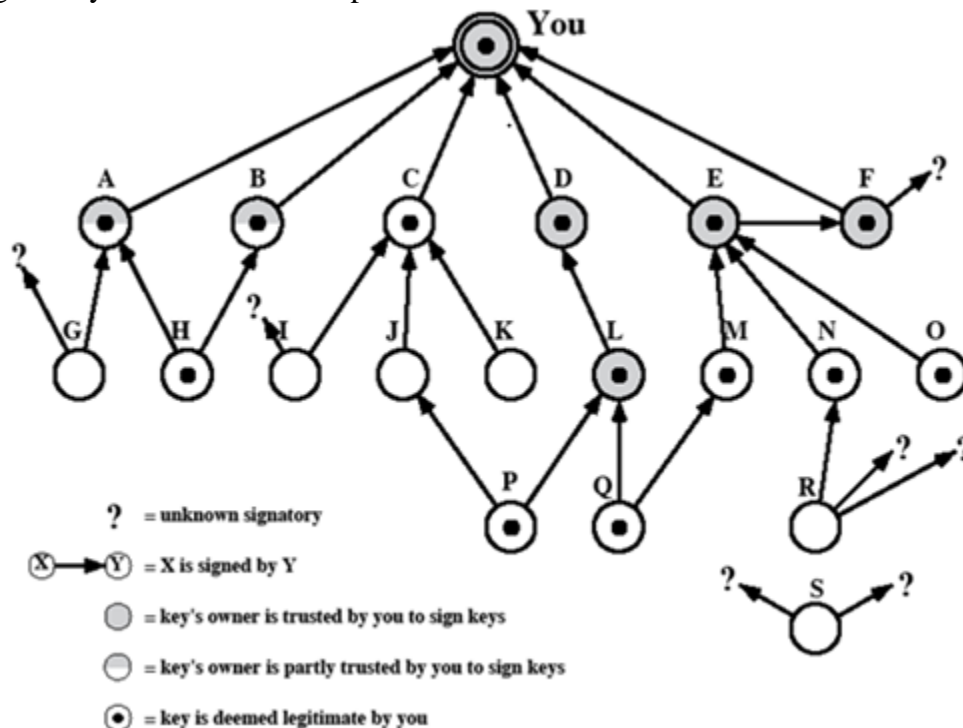 You
A B C D E F
?
?
?
G H I J K L M N O
?
?
P Q R
? = unknown signatory
X Y = X is signed by Y
? S ?
= key's owner is trusted by you to sign keys
= key's owner is partly trusted by you to sign keys
= key is deemed legitimate by you